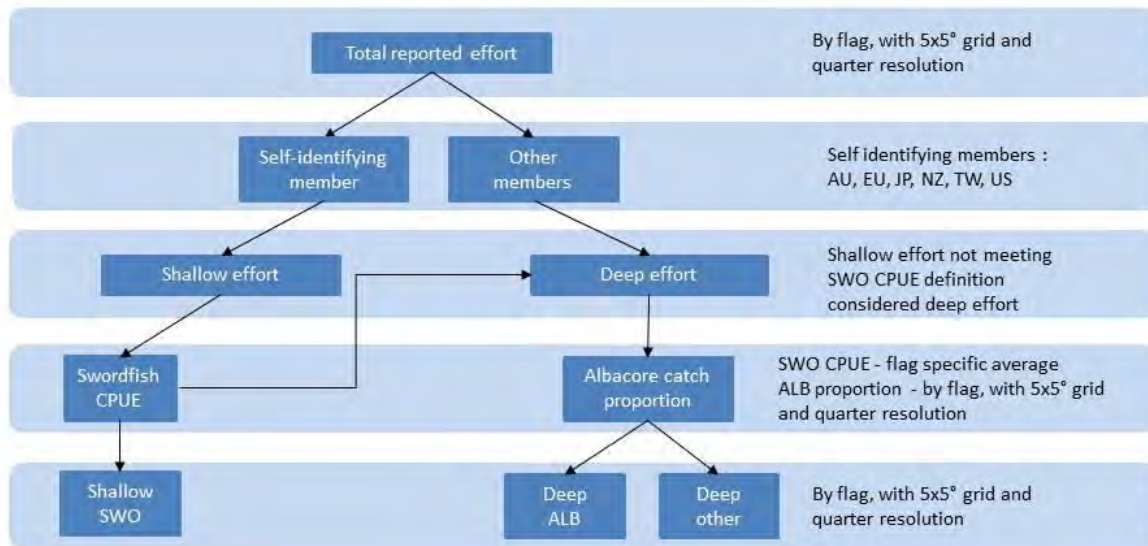 Total reported effort
By flag, with 5x5° grid and
quarter resolution
Self-identifying
member
Other
members
Self identifying members :
AU, EU, JP, NZ, TW, US
Shallow effort
Deep effort
Shallow effort not meeting
SWO CPUE definition
considered deep effort
Swordfish
CPUE
Albacore catch
proportion
SWO CPUE - flag specific average
ALB proportion - by flag, with 5x5° grid
and quarter resolution
Shallow
SWO
Deep
ALB
Deep
other
By flag, with 5x5° grid and
quarter resolution